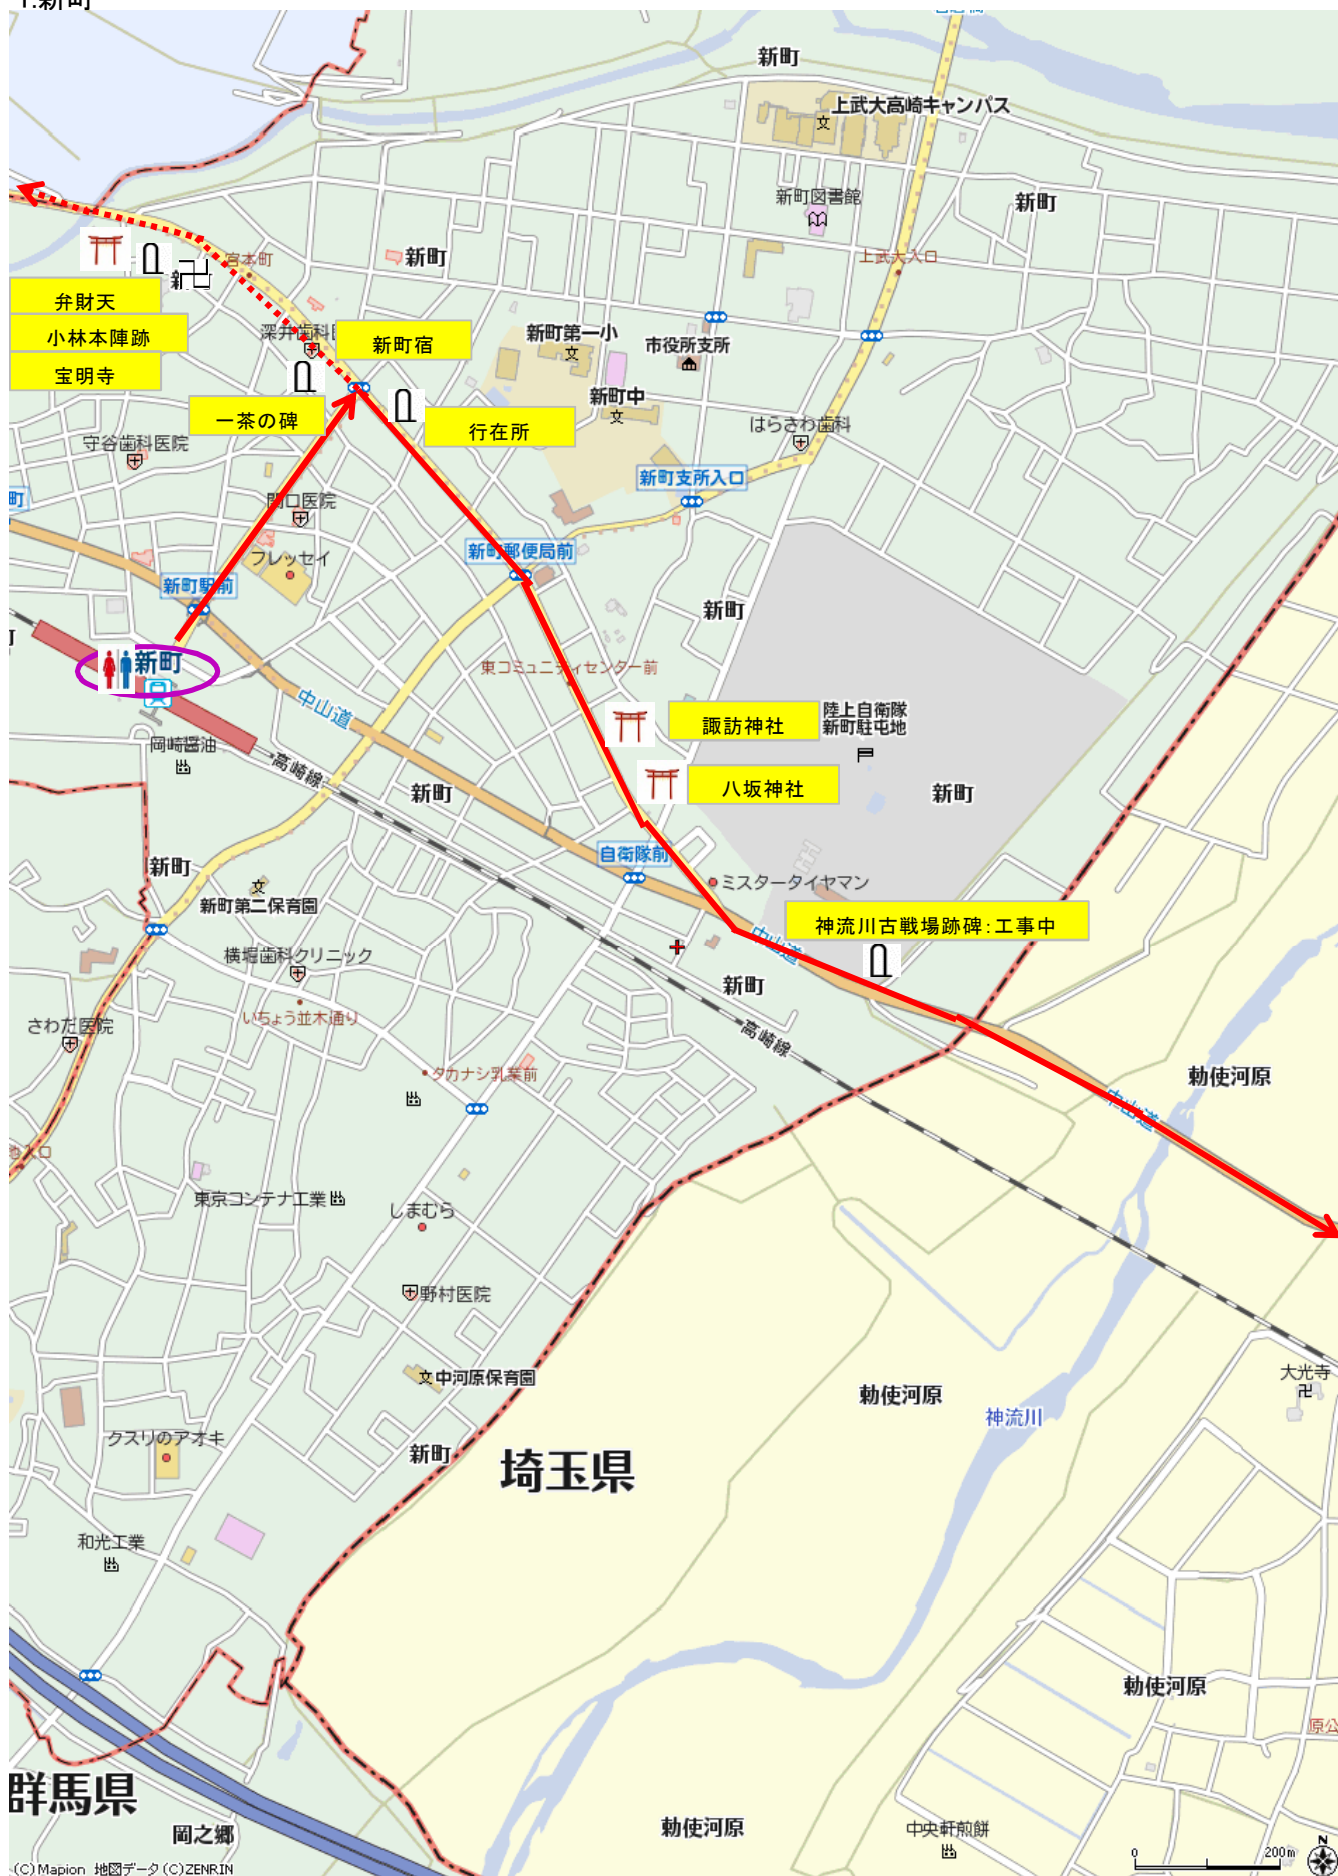 1.新町
新町
上武大高崎キャンパス
新町図書館
新町
新町
宮本町
上武大入口
弁財天
小林本陣跡
宝明寺
新町宿
新町第一小
市役所支所
新町中
一茶の碑
行在所
はらさわ歯科
守谷歯科医院
新町支所入口
町
関口医院
新町郵便局前
フレッセイ
新町駅前
新町
新町
東コミュニティセンター前
中山道
諏訪神社
陸上自衛隊
新町駐屯地
岡崎醤油
高崎線
八坂神社
新町
新町
自衛隊前
新町
ミスタータイヤマン
新町第二保育園
神流川古戦場跡碑:工事中
中山道
横堀歯科クリニック
新町
いちょう並木通り
さわだ医院
高崎線
タカナシ乳業前
勅使河原
中山道
東京コンテナ工業
しまむら
野村医院
中河原保育園
大光寺
勅使河原
神流川
クスリのアオキ
新町
埼玉県
和光工業
勅使河原
原公
群馬県
岡之郷
勅使河原
中央軒煎餅
0 200m
N
(C)Mapion 地図データ(C)ZENRIN